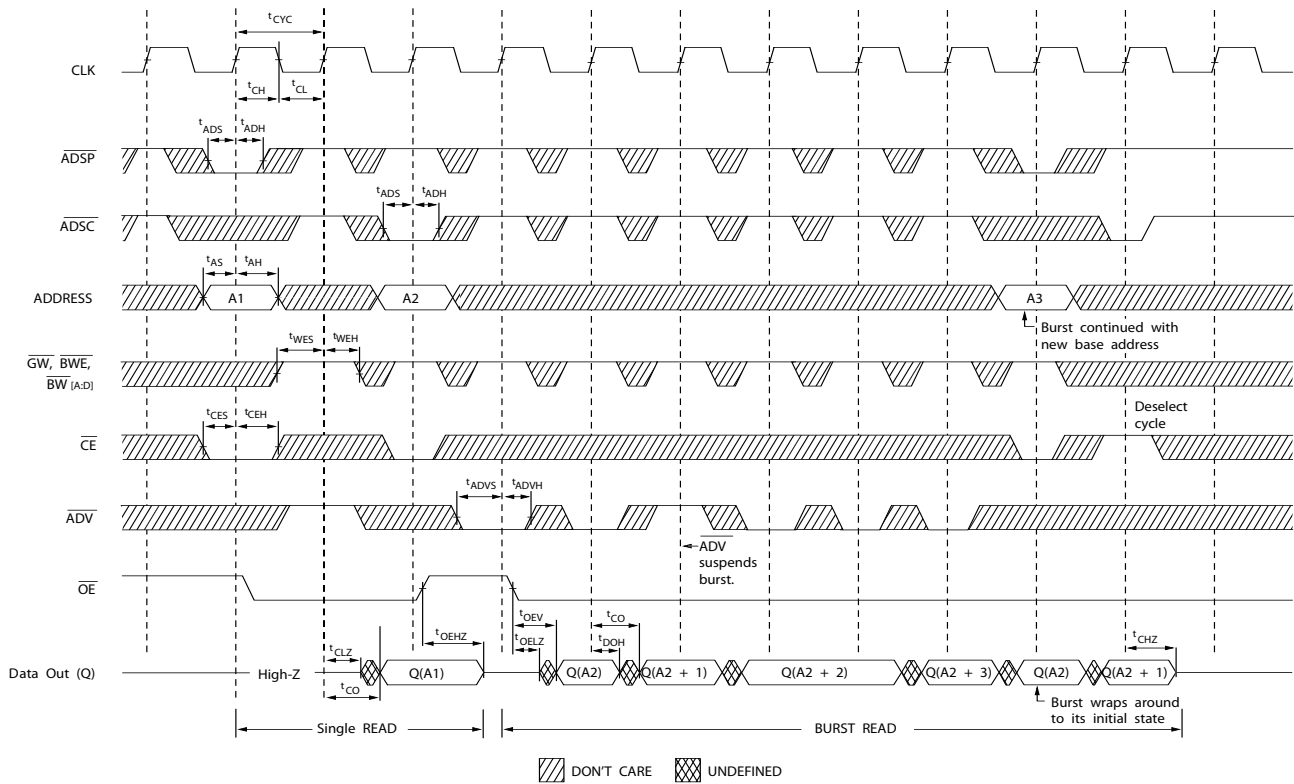 tCYC
CLK
tCH
tCL
tADS
tADH
ADSP
tADS
tADH
ADSC
tAS
tAH
ADDRESS
A1
A2
A3
Burst continued with
new base address
tWES
tWEH
GW, BWE,
BW [A:D]
Deselect
cycle
tCES
tCEH
CE
tADVS
tADVH
ADV
ADV
suspends
burst.
OE
tOEV
tCO
tOEHZ
tOELZ
tDOH
tCHZ
tCLZ
Data Out (Q)
High-Z
Q(A1)
Q(A2)
Q(A2 + 1)
Q(A2 + 2)
Q(A2 + 3)
Q(A2)
Q(A2 + 1)
tCO
Burst wraps around
to its initial state
Single READ
BURST READ
DON'T CARE
UNDEFINED